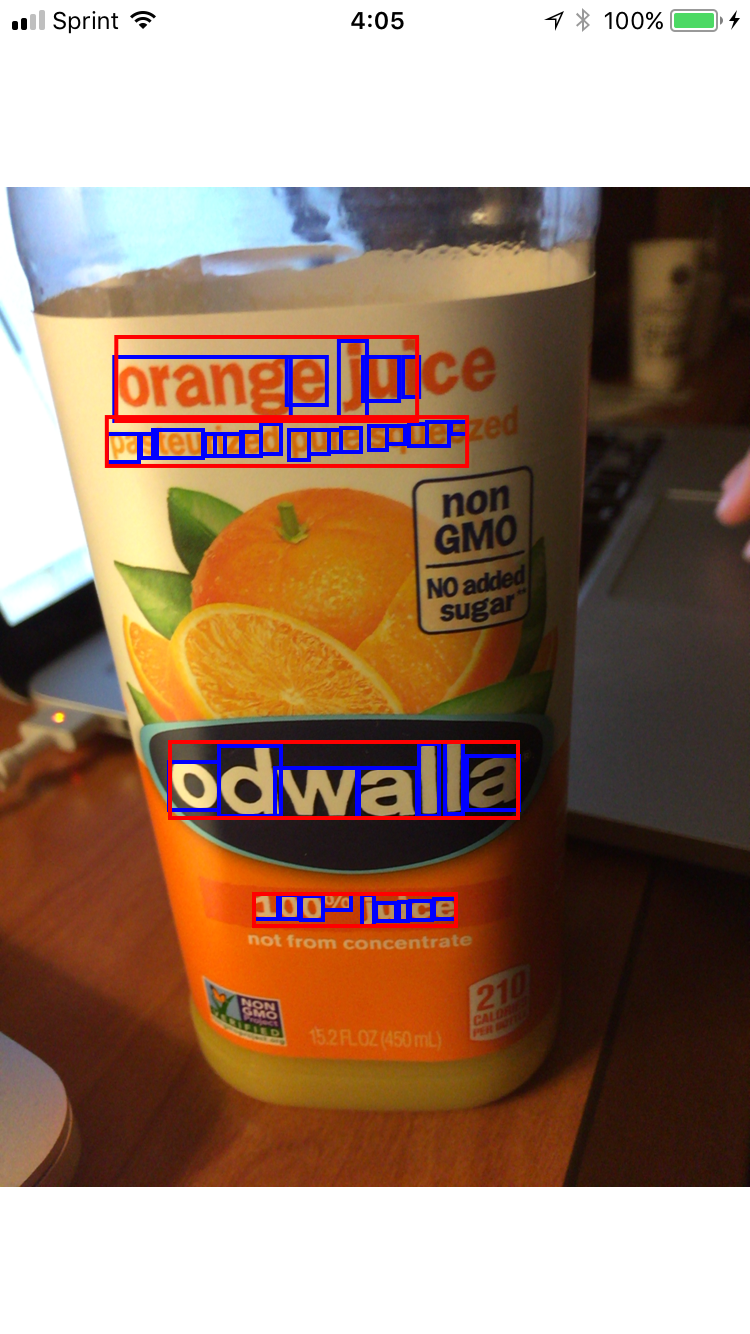 Sprint 4:05 100%
orange juice
pasteurized pure squeezed
non
GMO
NO added
sugar**
odwalla
100% juice
not from concentrate
NON
GMO
Project
VERIFIED
15.2 FL OZ (450 mL)
210
CALORIES
PER BOTTLE